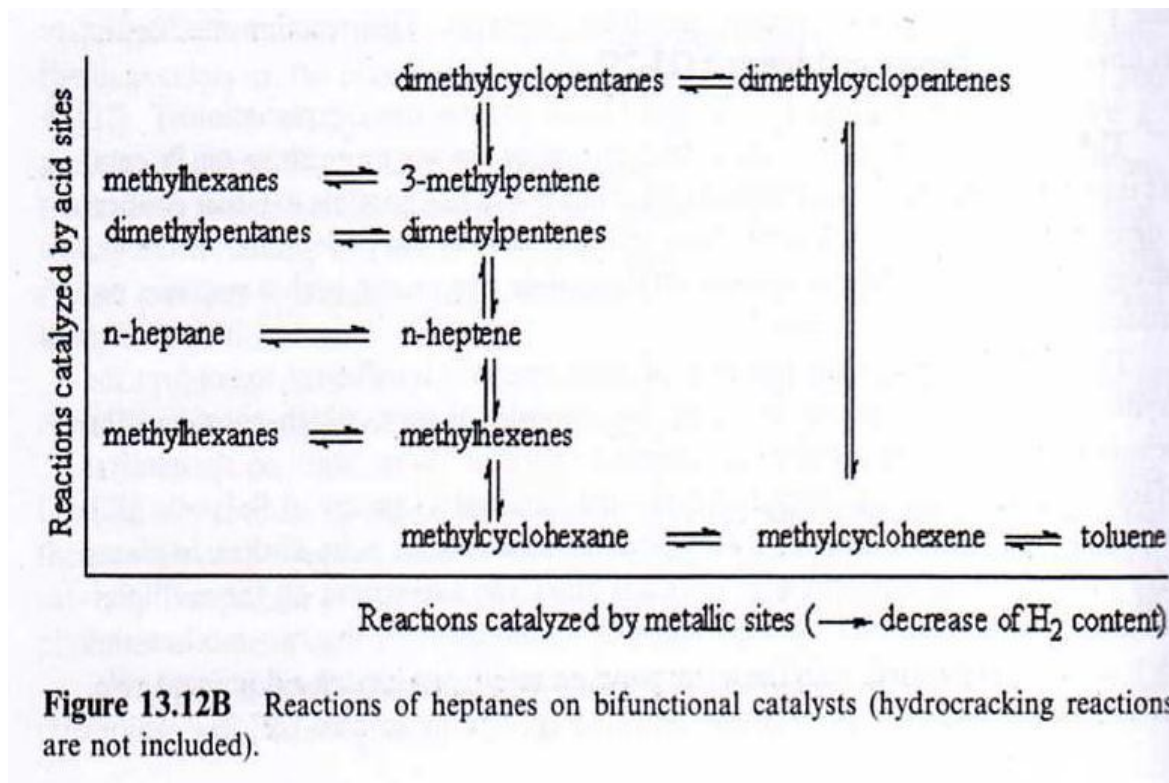 Reactions catalyzed by acid sites
dimethylcyclopentanes ⇌ dimethylcyclopentenes
methylhexanes ⇌ 3-methylpentene
dimethylpentanes ⇌ dimethylpentenes
n-heptane ⇌ n-heptene
methylhexanes ⇌ methylhexenes
methylcyclohexane ⇌ methylcyclohexene ⇌ toluene
Reactions catalyzed by metallic sites (→ decrease of H₂ content)
Figure 13.12B Reactions of heptanes on bifunctional catalysts (hydrocracking reactions
are not included).